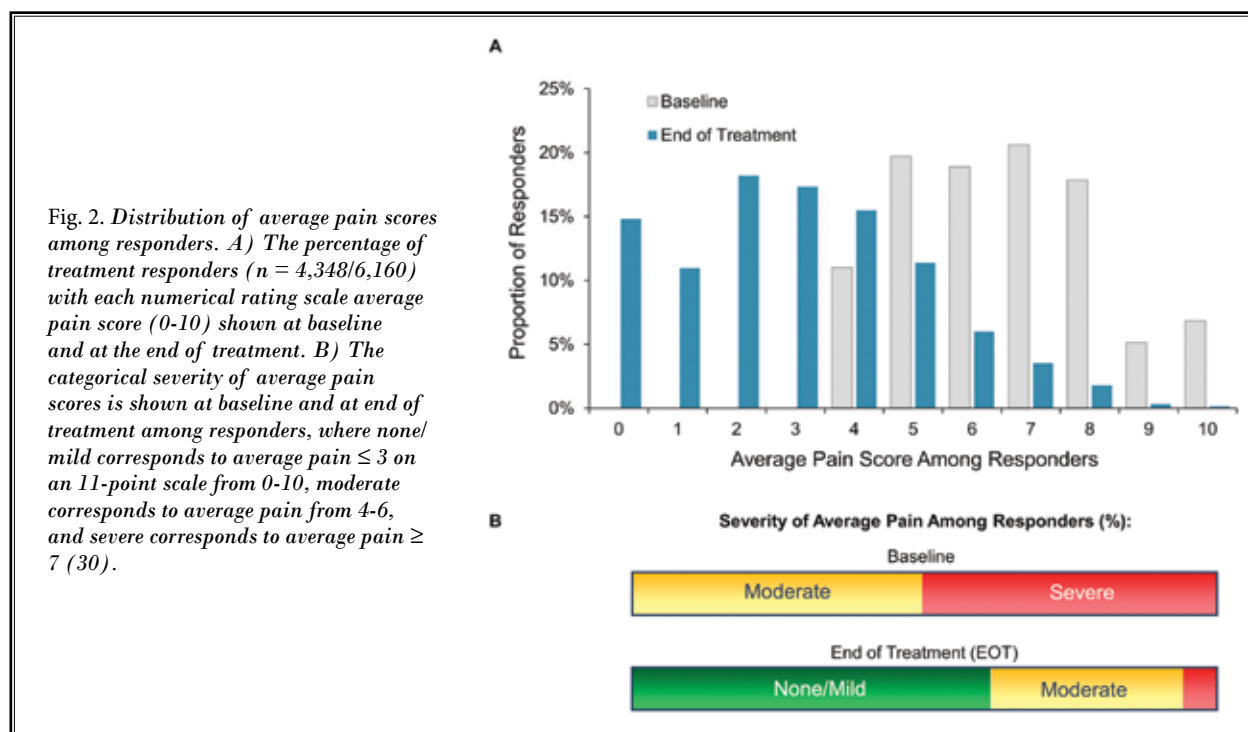 Fig. 2. Distribution of average pain scores
among responders. A) The percentage of
treatment responders (n = 4,348/6,160)
with each numerical rating scale average
pain score (0-10) shown at baseline
and at the end of treatment. B) The
categorical severity of average pain
scores is shown at baseline and at end of
treatment among responders, where none/
mild corresponds to average pain ≤ 3 on
an 11-point scale from 0-10, moderate
corresponds to average pain from 4-6,
and severe corresponds to average pain ≥
7 (30).
A
Proportion of Responders
25%
20%
15%
10%
5%
0%
Baseline
End of Treatment
0 1 2 3 4 5 6 7 8 9 10
Average Pain Score Among Responders
B
Severity of Average Pain Among Responders (%):
Baseline
Moderate Severe
End of Treatment (EOT)
None/Mild Moderate